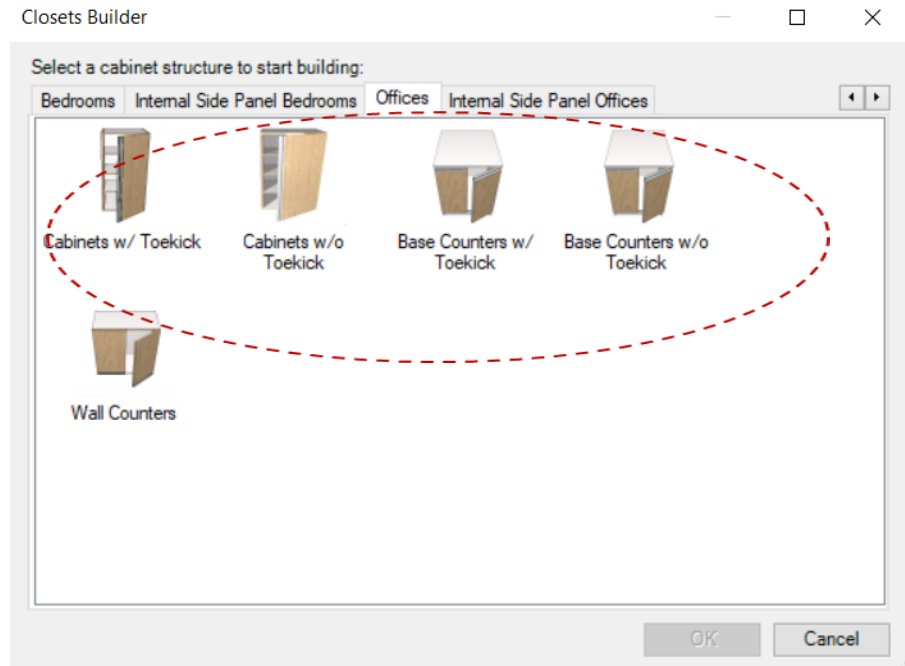 Closets Builder
Select a cabinet structure to start building:
Bedrooms Internal Side Panel Bedrooms Offices Internal Side Panel Offices
Cabinets w/ Toekick Cabinets w/o Base Counters w/ Base Counters w/o
Toekick Toekick Toekick
Wall Counters
OK Cancel